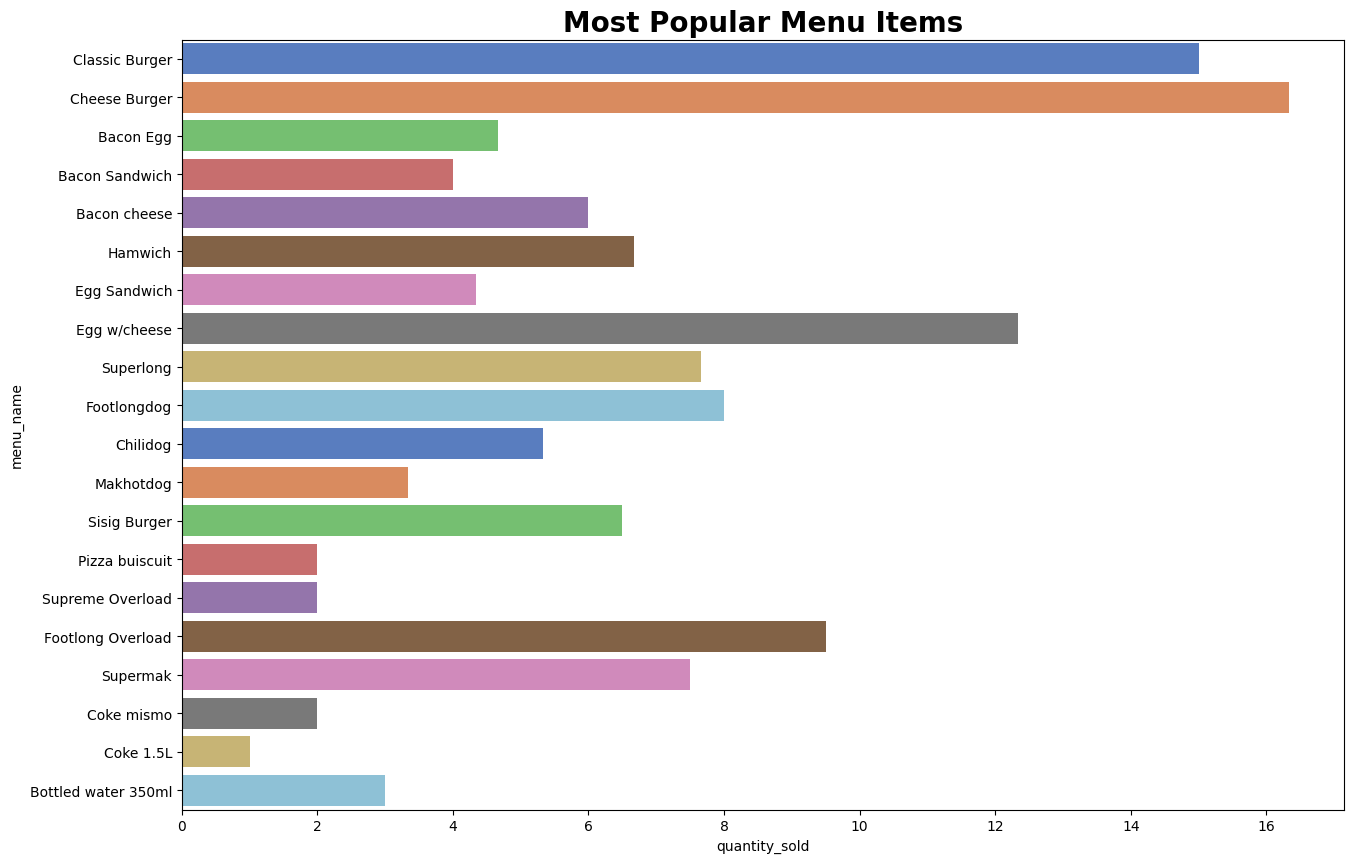 Most Popular Menu Items
Classic Burger
Cheese Burger
Bacon Egg
Bacon Sandwich
Bacon cheese
Hamwich
Egg Sandwich
Egg w/cheese
Superlong
Footlongdog
Chilidog
Makhotdog
Sisig Burger
Pizza buiscuit
Supreme Overload
Footlong Overload
Supermak
Coke mismo
Coke 1.5L
Bottled water 350ml
menu_name
0 2 4 6 8 10 12 14 16
quantity_sold